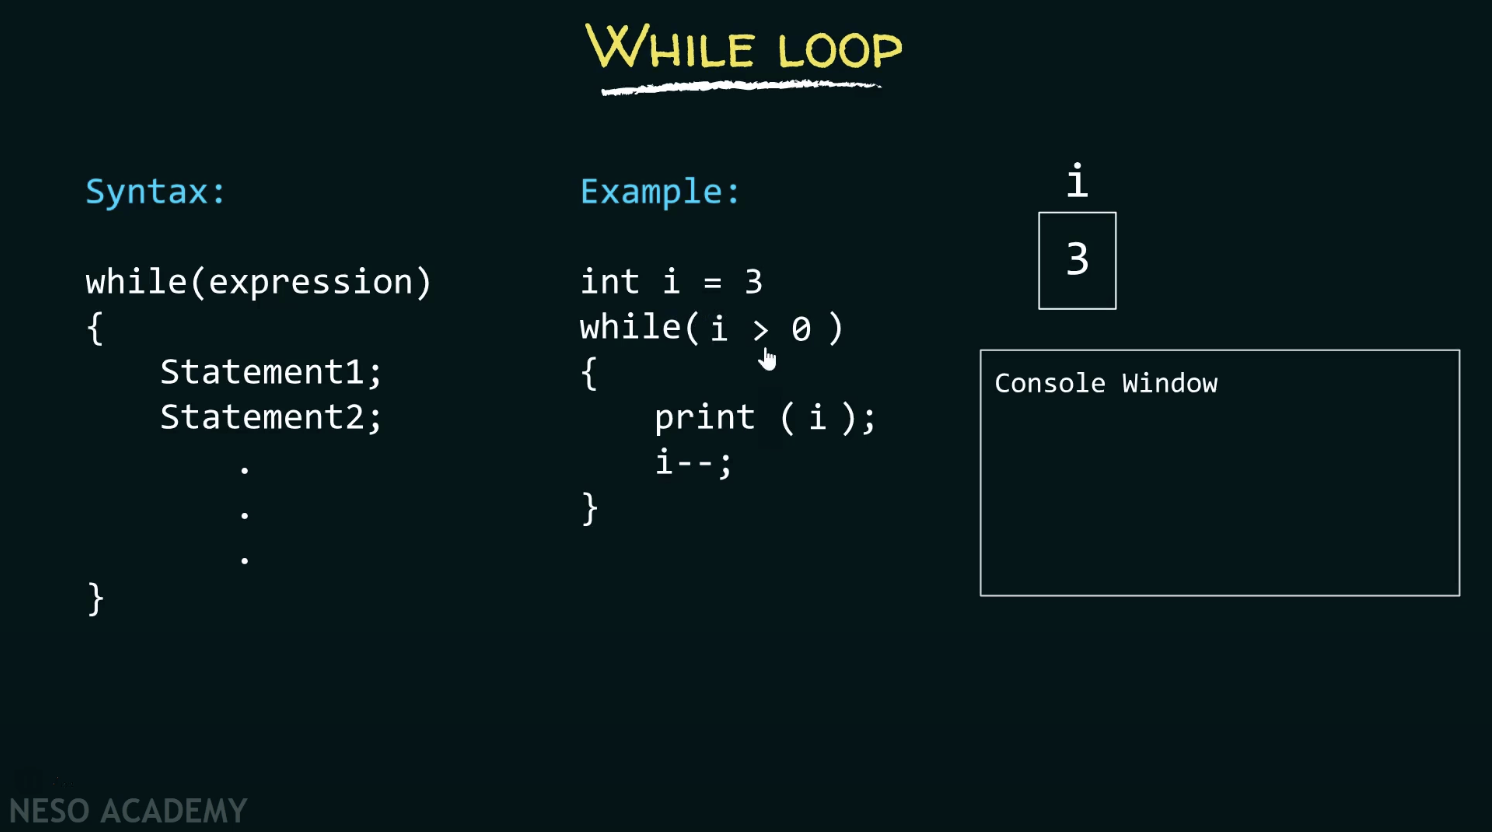 WHILE LOOP
Syntax:
while(expression)
{
Statement1;
Statement2;
.
.
.
}
Example:
int i = 3
while( i > 0 )
{
print ( i );
i--;
}
i
3
Console Window
NESO ACADEMY